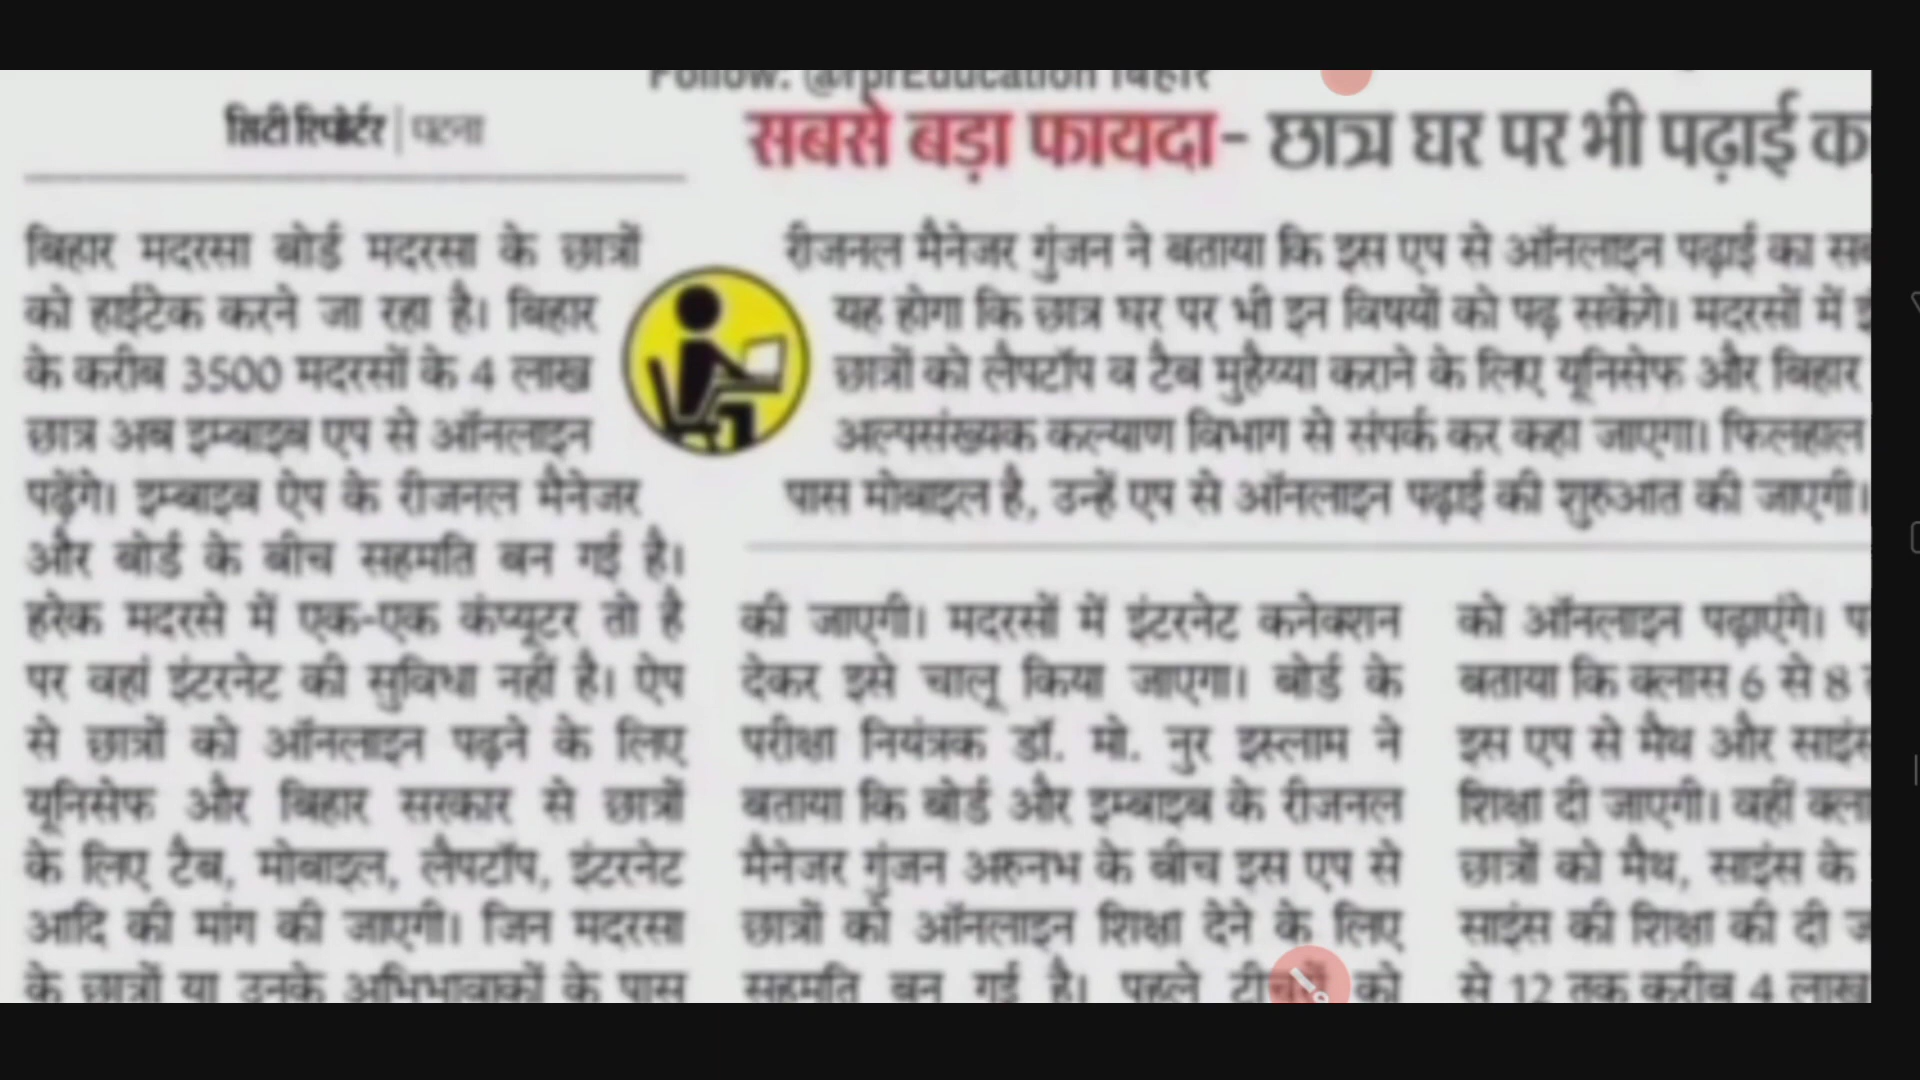 Follow: @rprEducation बिहार
सिटी रिपोर्टर | पटना
सबसे बड़ा फायदा- छात्र घर पर भी पढ़ाई क
बिहार मदरसा बोर्ड मदरसा के छात्रों
को हाईटेक करने जा रहा है। बिहार
के करीब 3500 मदरसों के 4 लाख
छात्र अब इम्बाइब एप से ऑनलाइन
पढ़ेंगे। इम्बाइब ऐप के रीजनल मैनेजर
और बोर्ड के बीच सहमति बन गई है।
हरेक मदरसे में एक-एक कंप्यूटर तो है
पर वहां इंटरनेट की सुविधा नहीं है। ऐप
से छात्रों को ऑनलाइन पढ़ने के लिए
यूनिसेफ और बिहार सरकार से छात्रों
के लिए टैब, मोबाइल, लैपटॉप, इंटरनेट
आदि की मांग की जाएगी। जिन मदरसा
के छात्रों या उनके अभिभावाकों के पास
रीजनल मैनेजर गुंजन ने बताया कि इस एप से ऑनलाइन पढ़ाई का सब
यह होगा कि छात्र घर पर भी इन विषयों को पढ़ सकेंगे। मदरसों में
छात्रों को लैपटॉप व टैब मुहैय्या कराने के लिए यूनिसेफ और बिहार
अल्पसंख्यक कल्याण विभाग से संपर्क कर कहा जाएगा। फिलहाल
पास मोबाइल है, उन्हें एप से ऑनलाइन पढ़ाई की शुरुआत की जाएगी।
की जाएगी। मदरसों में इंटरनेट कनेक्शन
देकर इसे चालू किया जाएगा। बोर्ड के
परीक्षा नियंत्रक डॉ. मो. नुर इस्लाम ने
बताया कि बोर्ड और इम्बाइब के रीजनल
मैनेजर गुंजन अरुनभ के बीच इस एप से
छात्रों को ऑनलाइन शिक्षा देने के लिए
सहमति बन गई है। पहले टीचरों को
को ऑनलाइन पढ़ाएंगे।
बताया कि क्लास 6 से 8
इस एप से मैथ और साइंस
शिक्षा दी जाएगी। वहीं क्ला
छात्रों को मैथ, साइंस के
साइंस की शिक्षा की दी ज
से 12 तक करीब 4 लाख